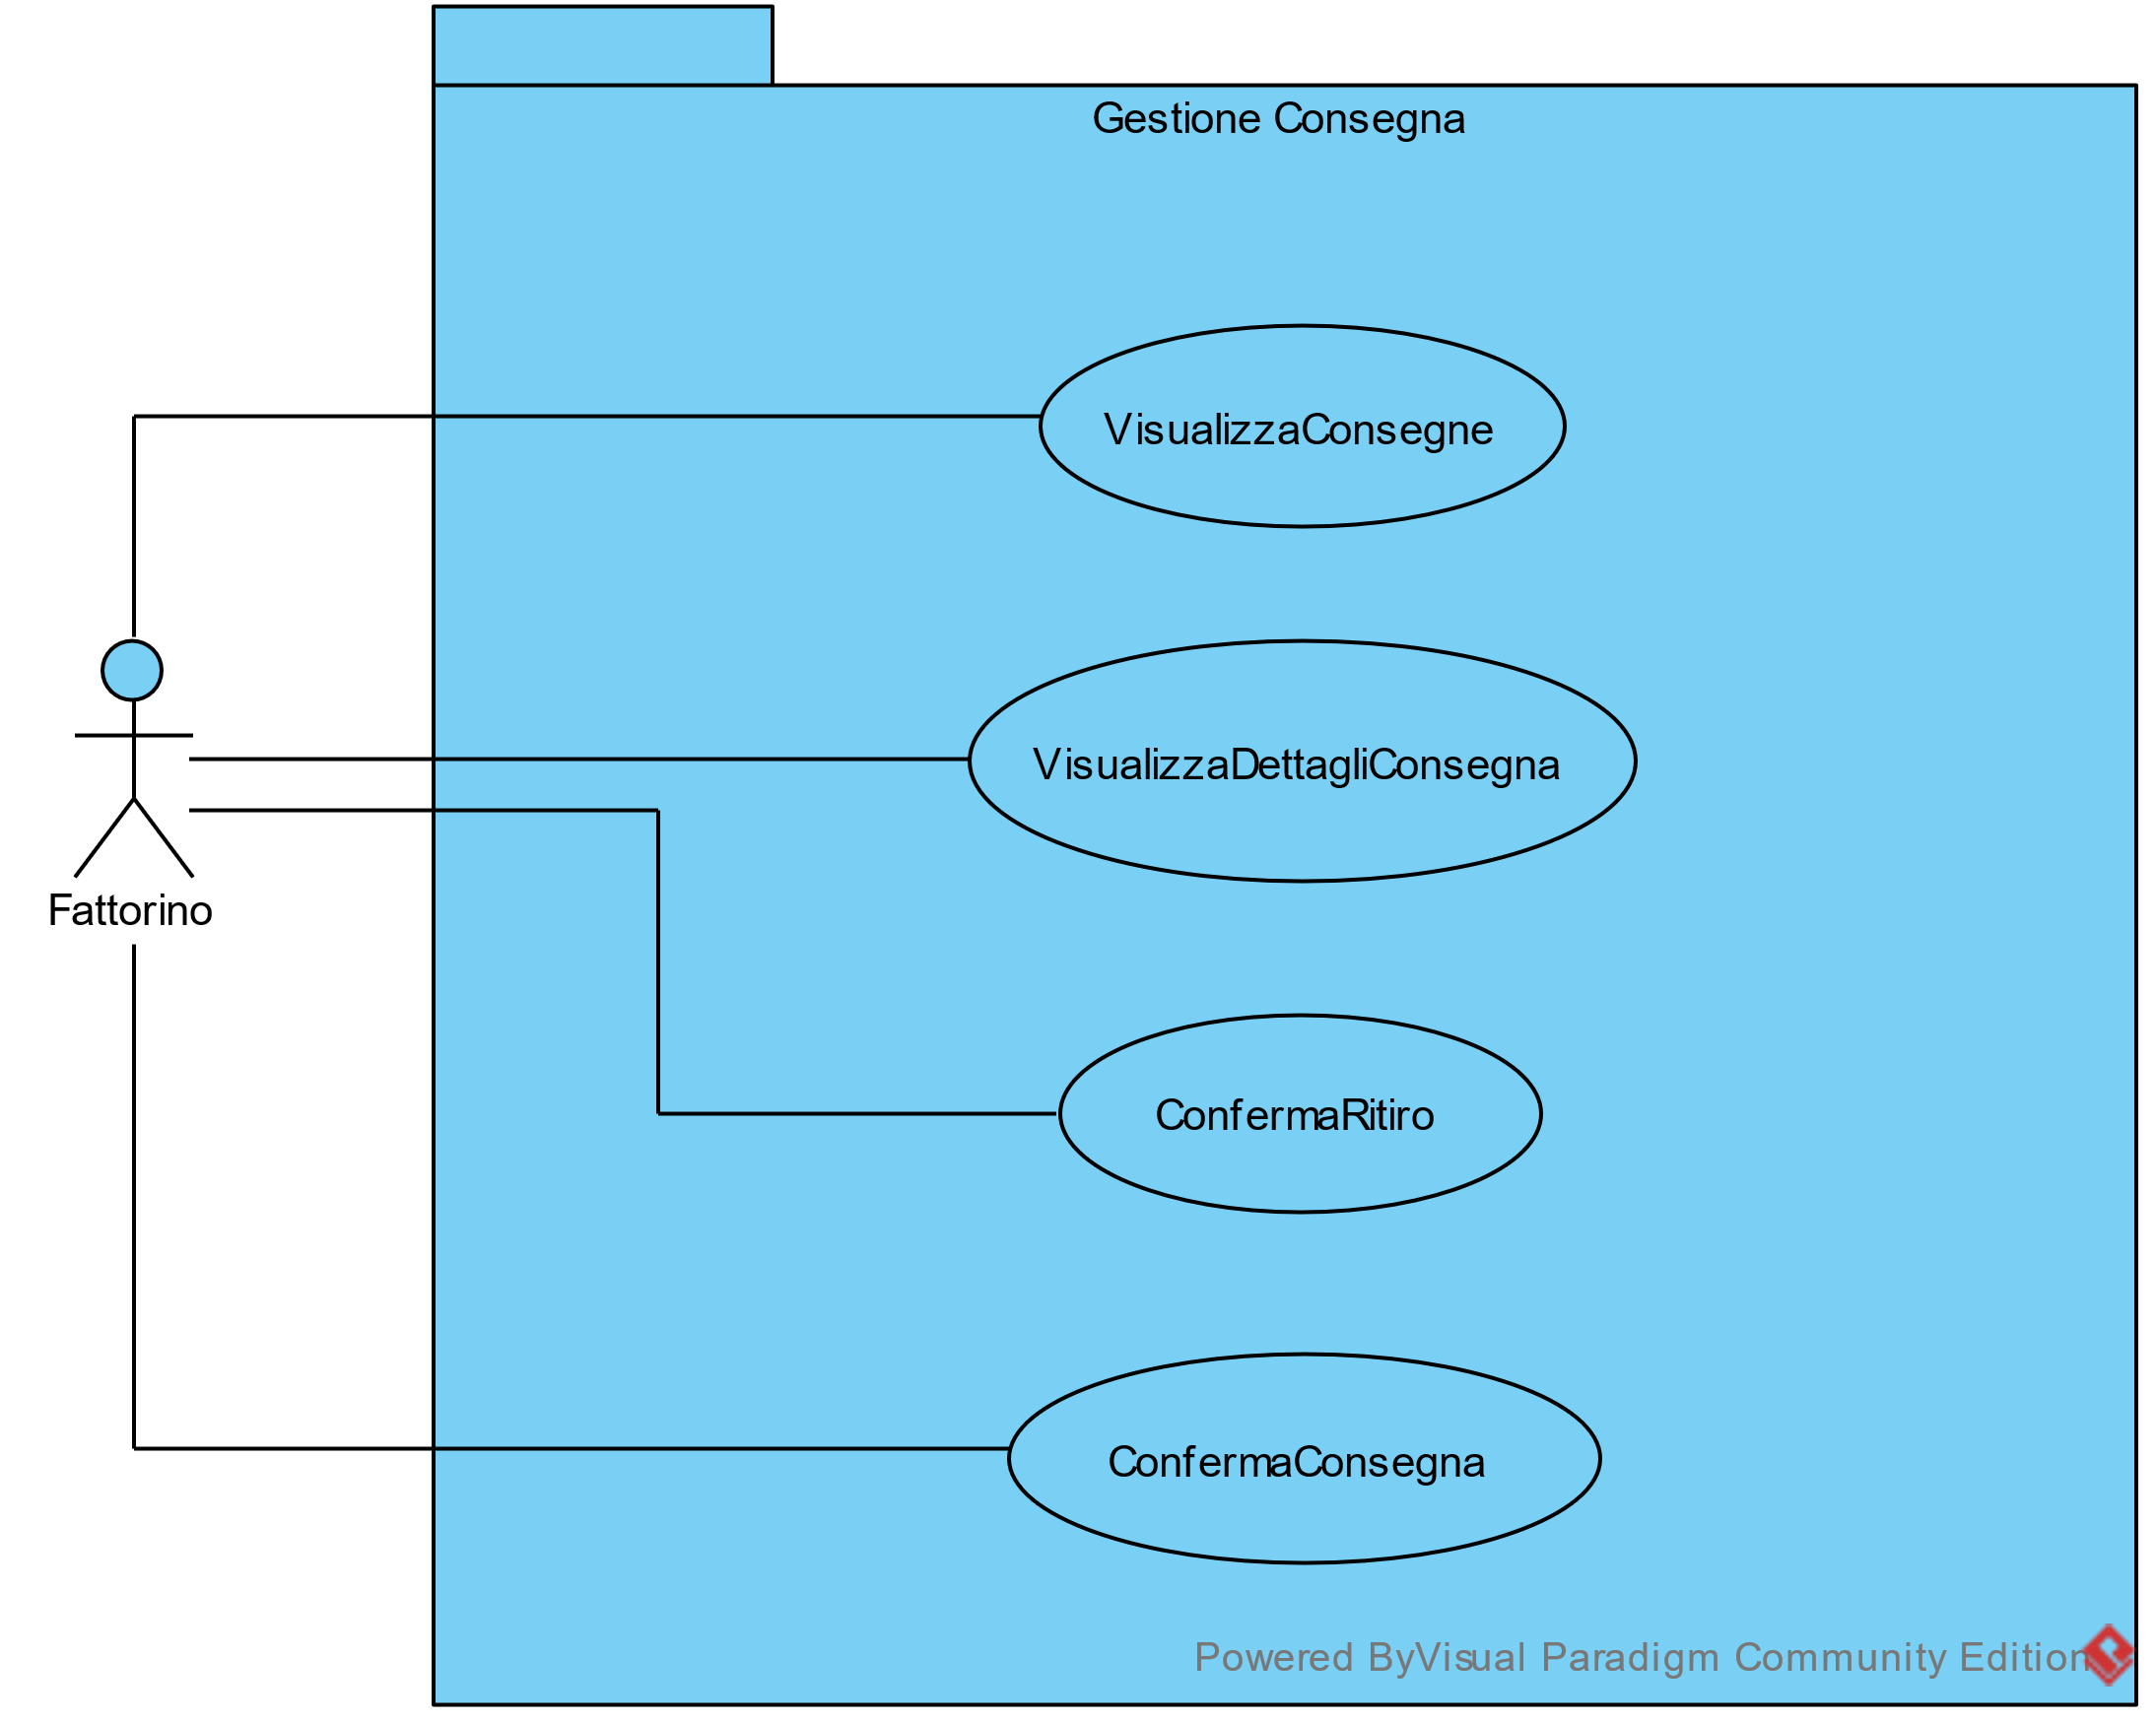 Gestione Consegna
VisualizzaConsegne
VisualizzaDettagliConsegna
Fattorino
ConfermaRitiro
ConfermaConsegna
Powered ByVisual Paradigm Community Edition